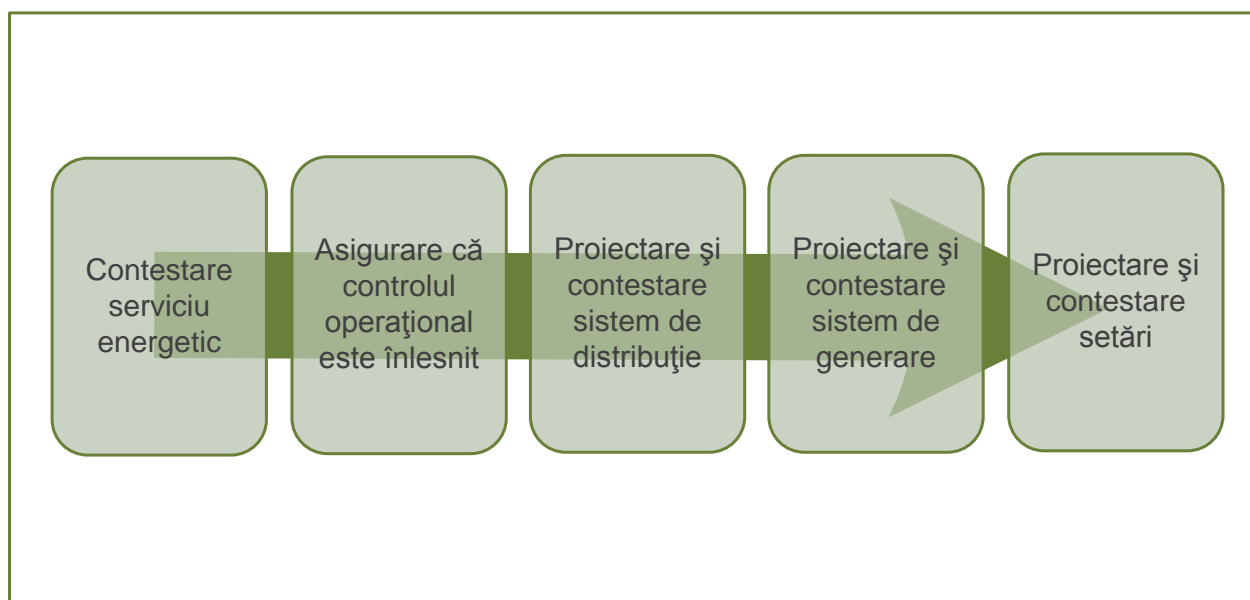 Contestare
serviciu
energetic
Asigurare că
controlul
operaţional
este înlesnit
Proiectare şi
contestare
sistem de
distribuţie
Proiectare şi
contestare
sistem de
generare
Proiectare şi
contestare
setări